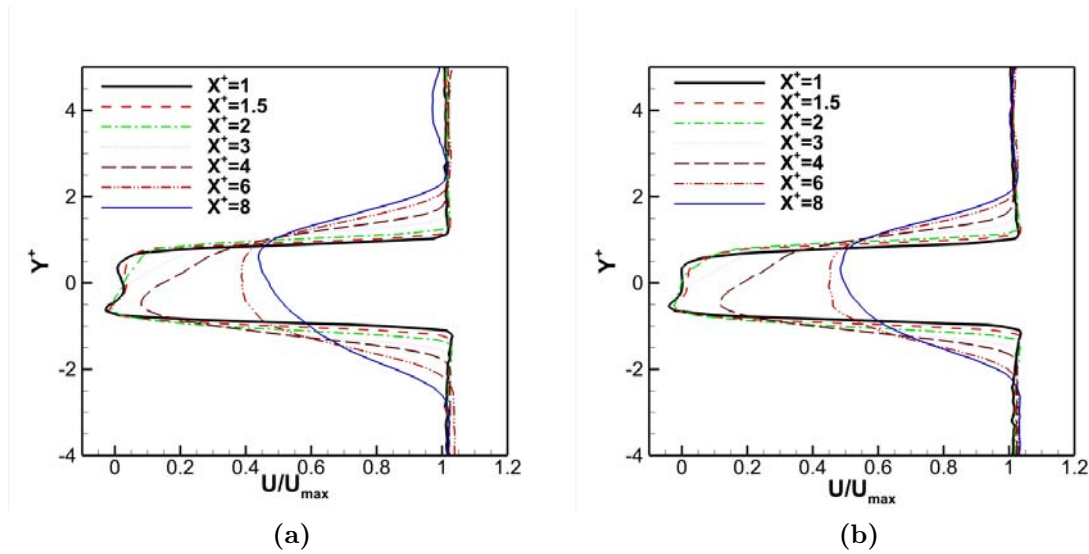 X⁺=1
X⁺=1.5
X⁺=2
X⁺=3
X⁺=4
X⁺=6
X⁺=8
4
2
0
-2
-4
Y⁺
0 0.2 0.4 0.6 0.8 1 1.2
U/U_max
(a)
X⁺=1
X⁺=1.5
X⁺=2
X⁺=3
X⁺=4
X⁺=6
X⁺=8
4
2
0
-2
-4
Y⁺
0 0.2 0.4 0.6 0.8 1 1.2
U/U_max
(b)